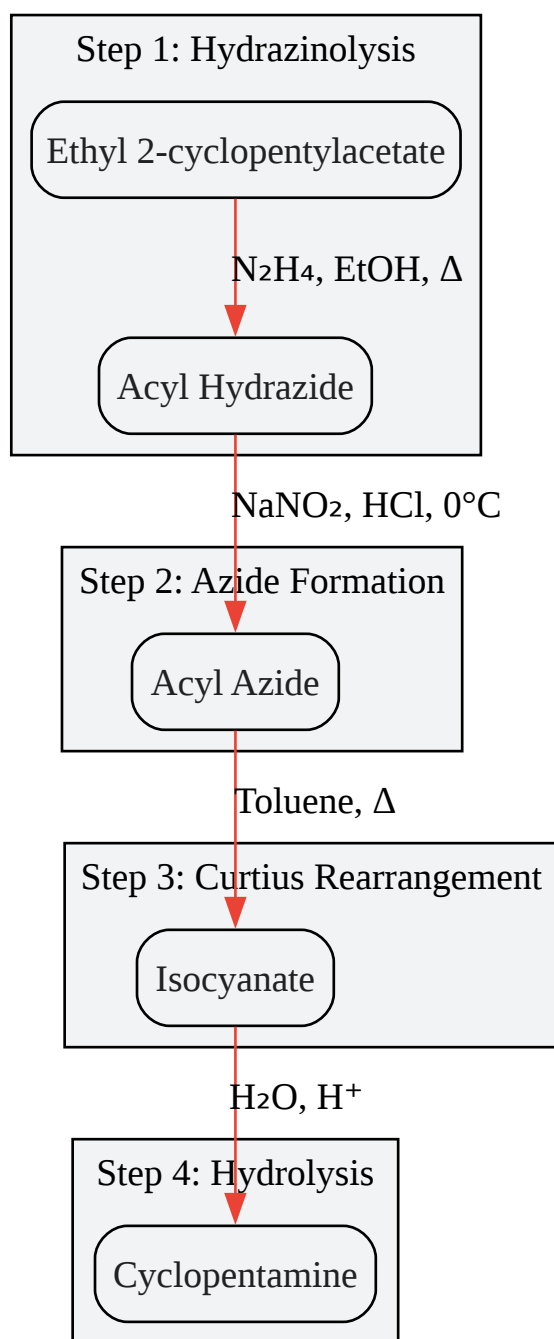 Step 1: Hydrazinolysis
Ethyl 2-cyclopentylacetate
N₂H₄, EtOH, Δ
Acyl Hydrazide
NaNO₂, HCl, 0°C
Step 2: Azide Formation
Acyl Azide
Toluene, Δ
Step 3: Curtius Rearrangement
Isocyanate
H₂O, H⁺
Step 4: Hydrolysis
Cyclopentamine